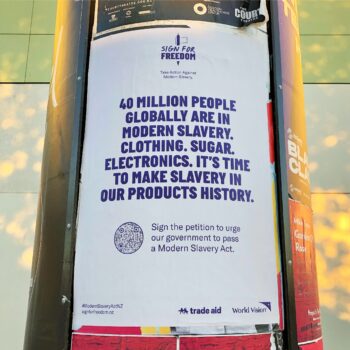 THE
COURT
SIGN FOR
FREEDOM
Take Action Against
Modern Slavery.
40 MILLION PEOPLE
GLOBALLY ARE IN
MODERN SLAVERY.
CLOTHING. SUGAR.
ELECTRONICS. IT'S TIME
TO MAKE SLAVERY IN
OUR PRODUCTS HISTORY.
Sign the petition to urge
our government to pass
a Modern Slavery Act.
#ModernSlaveryActNZ
signforfreedom.nz
trade aid
World Vision